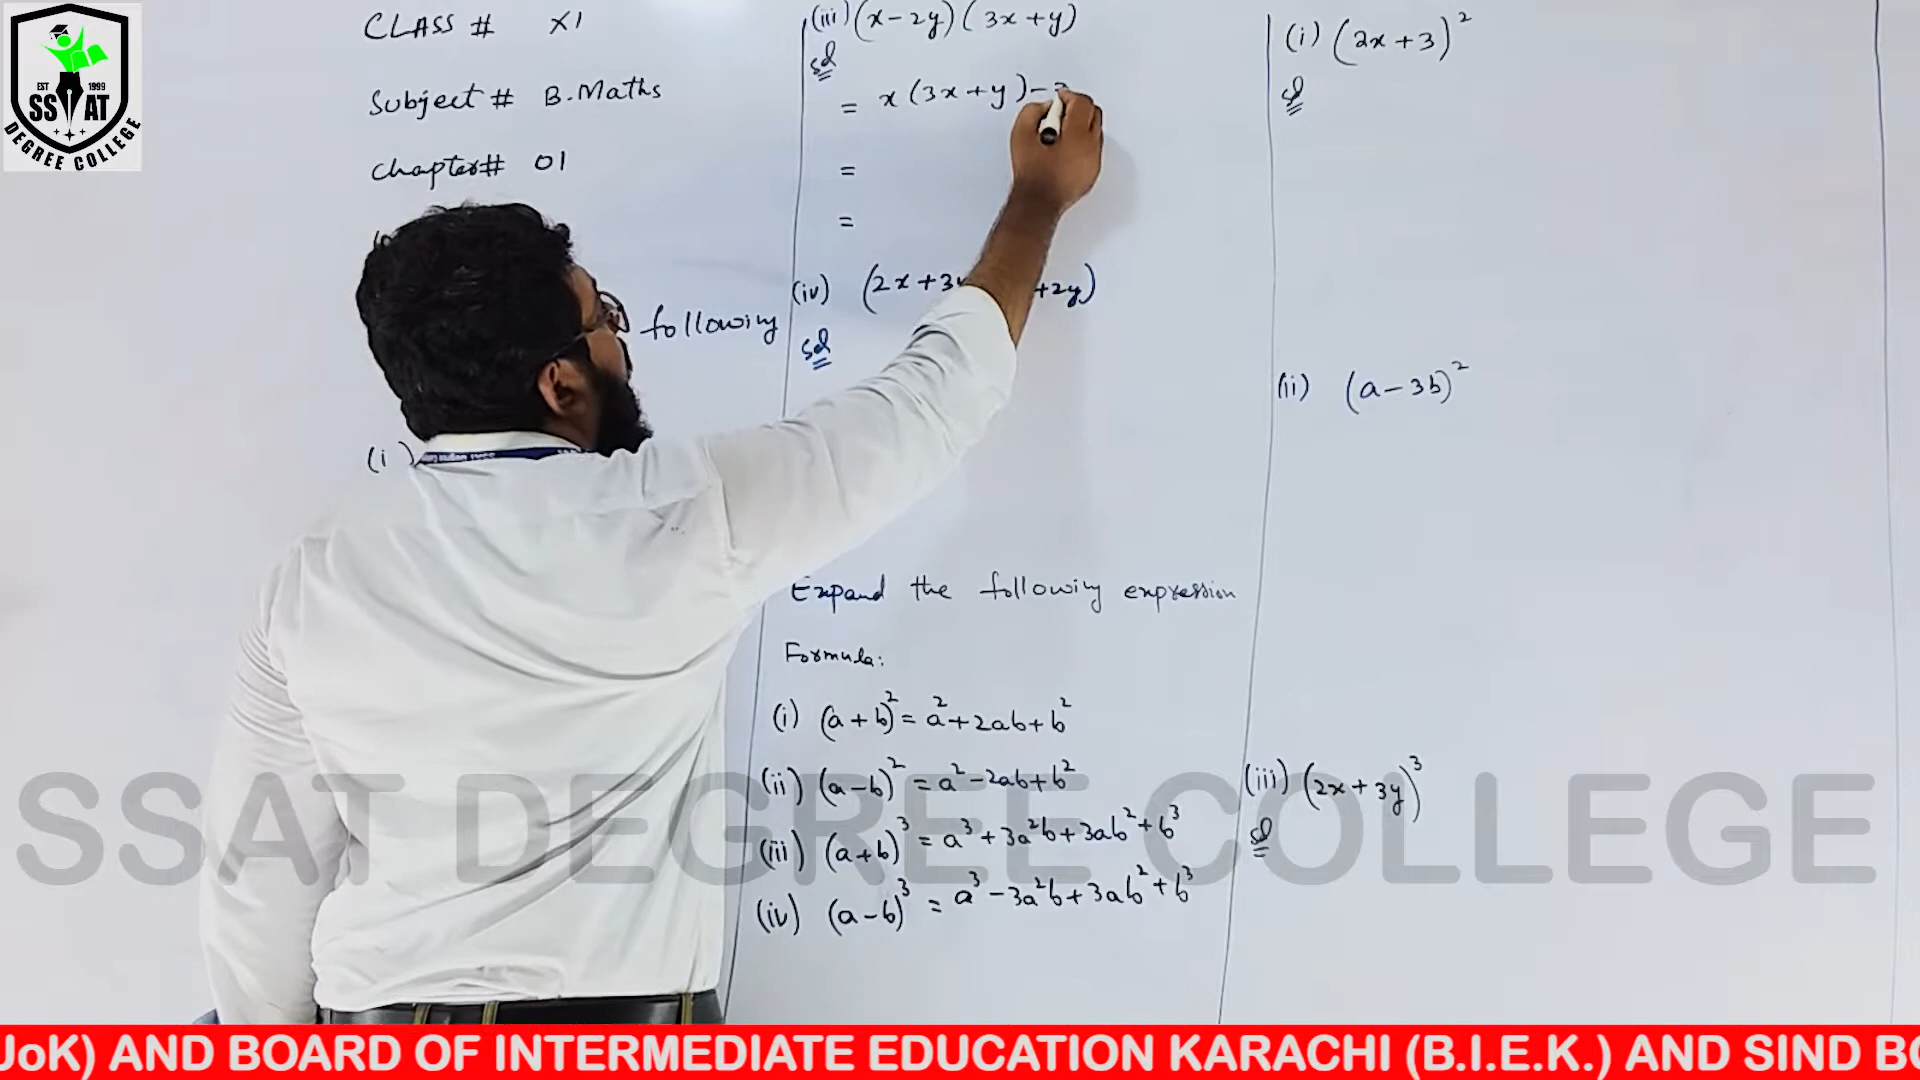 EST 1999
SSAT
DEGREE COLLEGE
CLASS # XI
Subject # B.Maths
Chapter # 01
following
(i)
(iii) (x-2y)(3x+y)
sol
= x(3x+y)-
=
=
(iv) (2x+3 +2y)
sol
Expand the following expression
Formula:
(i) (a+b)² = a²+2ab+b²
(ii) (a-b)² = a²-2ab+b²
(iii) (a+b)³ = a³+3a²b+3ab²+b³
(iv) (a-b)³ = a³-3a²b+3ab²+b³
(i) (2x+3)²
sol
(ii) (a-3b)²
(iii) (2x+3y)³
sol
SSAT DEGREE COLLEGE
JoK) AND BOARD OF INTERMEDIATE EDUCATION KARACHI (B.I.E.K.) AND SIND BO